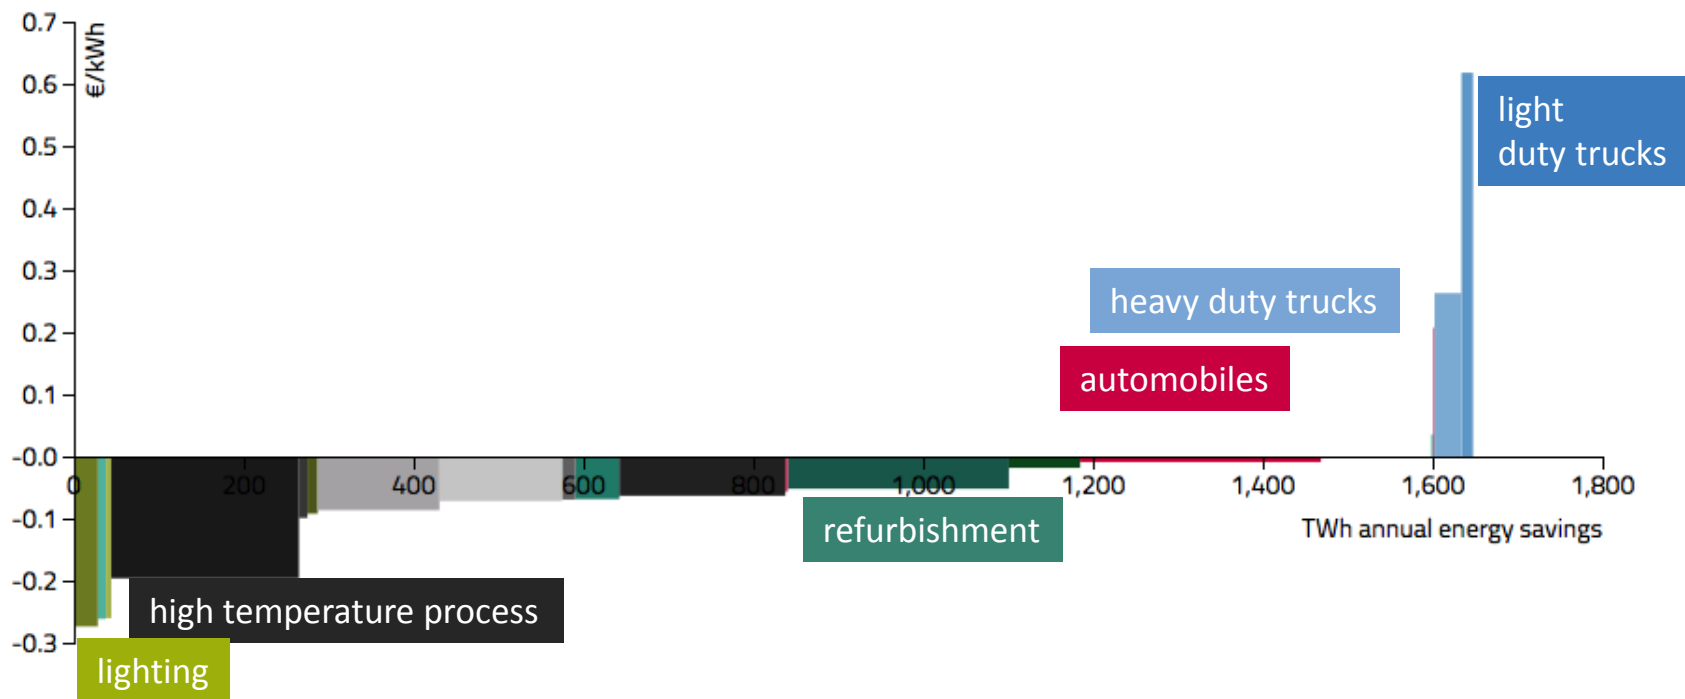 0.7
€/kWh
0.6
0.5
0.4
0.3
0.2
0.1
-0.0
-0.1
-0.2
-0.3
0 200 400 600 800 1,000 1,200 1,400 1,600 1,800
TWh annual energy savings
light
duty trucks
heavy duty trucks
automobiles
refurbishment
high temperature process
lighting